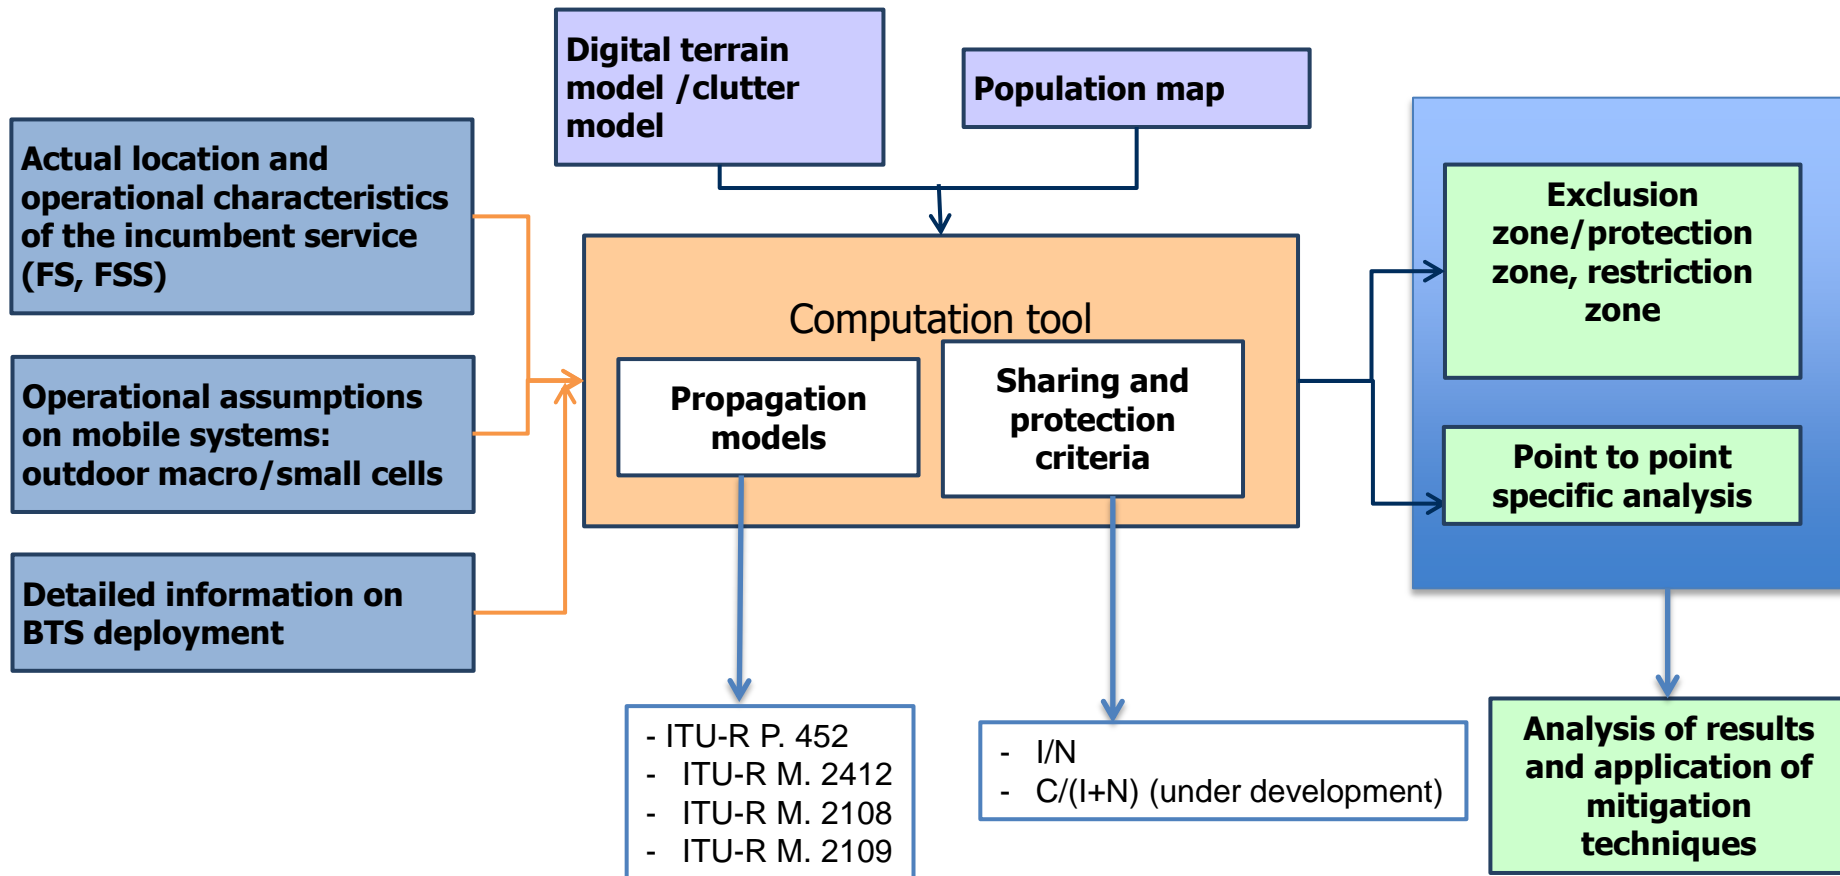 Digital terrain
model /clutter
model
Population map
Actual location and
operational characteristics
of the incumbent service
(FS, FSS)
Operational assumptions
on mobile systems:
outdoor macro/small cells
Detailed information on
BTS deployment
Computation tool
Propagation
models
Sharing and
protection
criteria
Exclusion
zone/protection
zone, restriction
zone
Point to point
specific analysis
- ITU-R P. 452
- ITU-R M. 2412
- ITU-R M. 2108
- ITU-R M. 2109
- I/N
- C/(I+N) (under development)
Analysis of results
and application of
mitigation
techniques